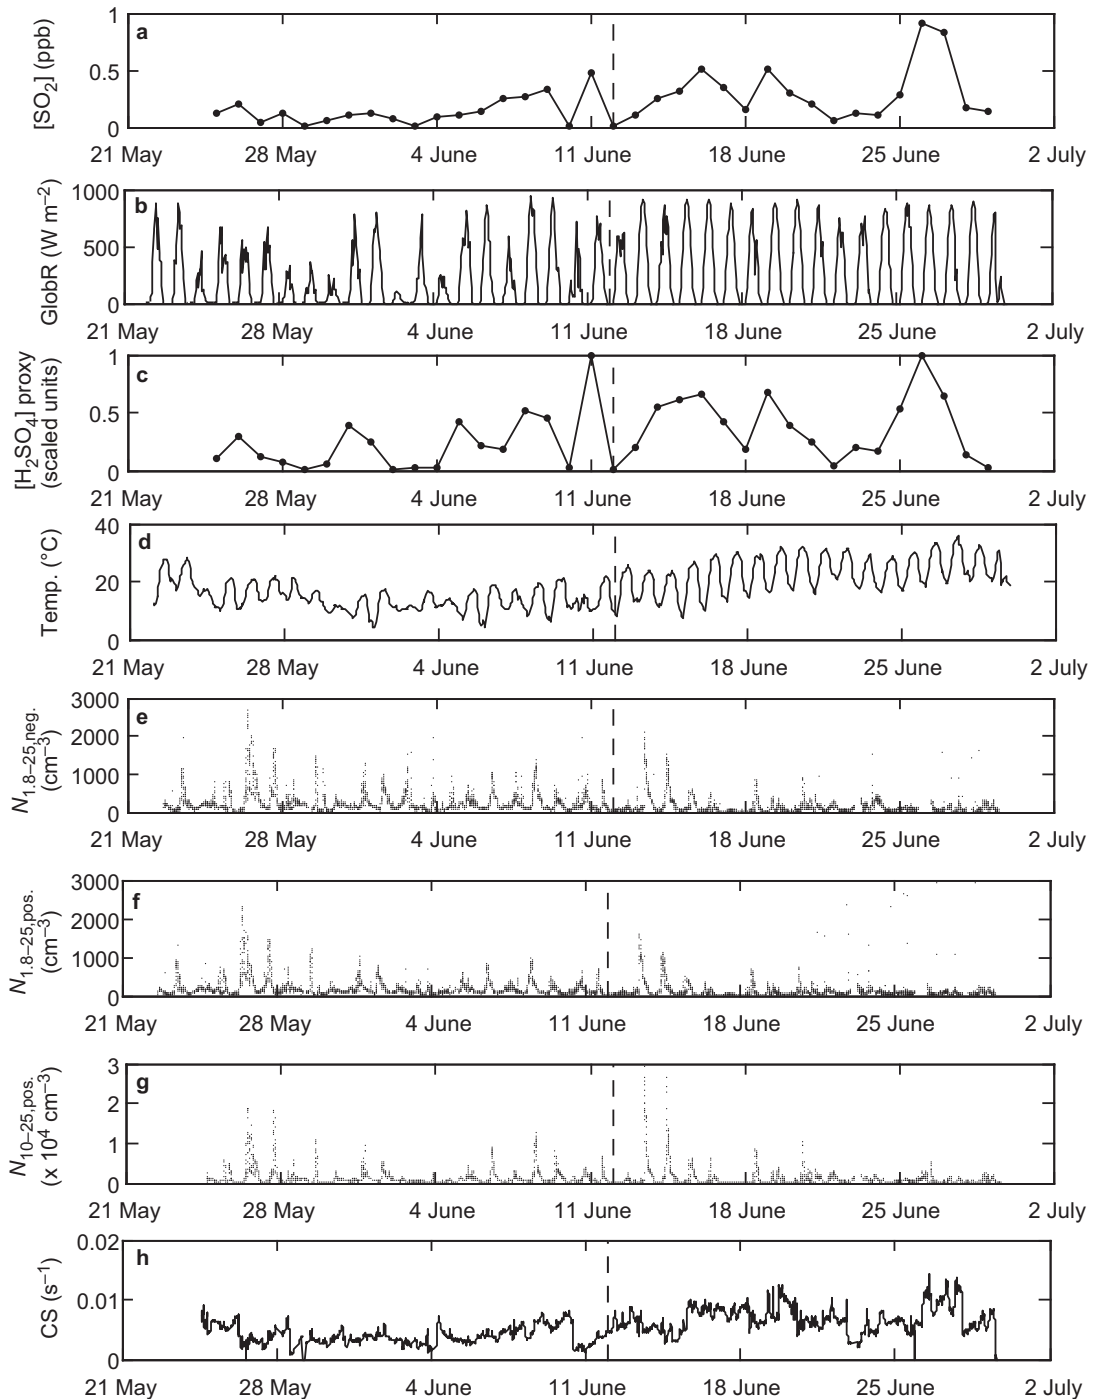 1
a
[SO2] (ppb)
0.5
0
21 May 28 May 4 June 11 June 18 June 25 June 2 July
1000
b
GlobR (W m−2)
500
0
21 May 28 May 4 June 11 June 18 June 25 June 2 July
1
c
[H2SO4] proxy
(scaled units)
0.5
0
21 May 28 May 4 June 11 June 18 June 25 June 2 July
40
d
Temp. (°C)
20
0
21 May 28 May 4 June 11 June 18 June 25 June 2 July
3000
e
N1.8–25,neg.
(cm−3)
2000
1000
0
21 May 28 May 4 June 11 June 18 June 25 June 2 July
3000
f
N1.8–25,pos.
(cm−3)
2000
1000
0
21 May 28 May 4 June 11 June 18 June 25 June 2 July
3
g
N10–25,pos.
(x 104 cm−3)
2
1
0
21 May 28 May 4 June 11 June 18 June 25 June 2 July
0.02
h
CS (s−1)
0.01
0
21 May 28 May 4 June 11 June 18 June 25 June 2 July